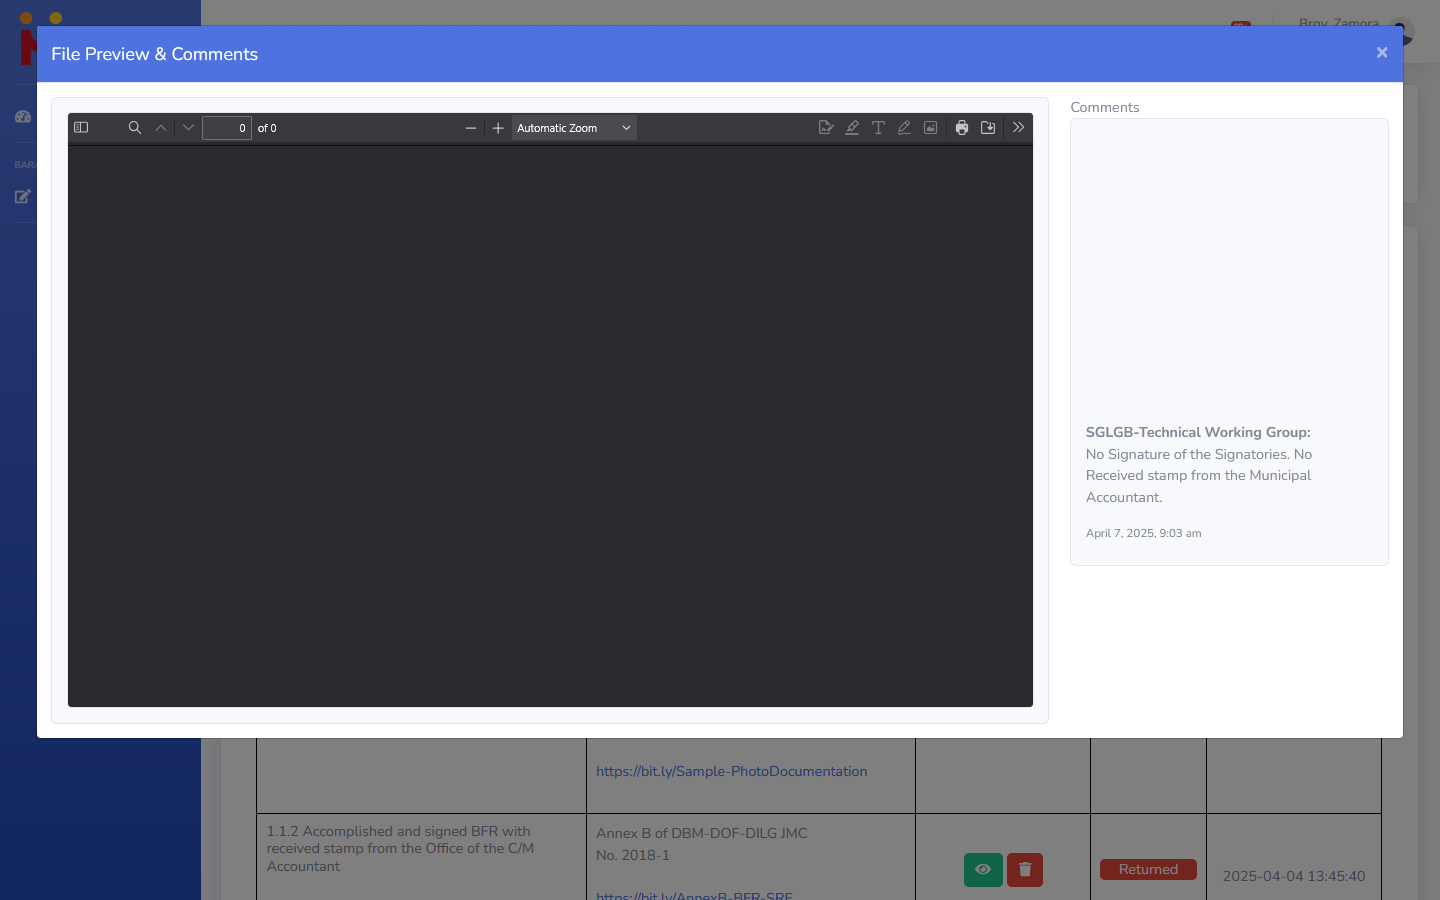 Brgy. Zamora
File Preview & Comments
×
0 of 0
Automatic Zoom
Comments
SGLGB-Technical Working Group:
No Signature of the Signatories. No
Received stamp from the Municipal
Accountant.
April 7, 2025, 9:03 am
https://bit.ly/Sample-PhotoDocumentation
1.1.2 Accomplished and signed BFR with
received stamp from the Office of the C/M
Accountant
Annex B of DBM-DOF-DILG JMC
No. 2018-1
https://bit.ly/AnnexB-BFR-SRE
Returned
2025-04-04 13:45:40